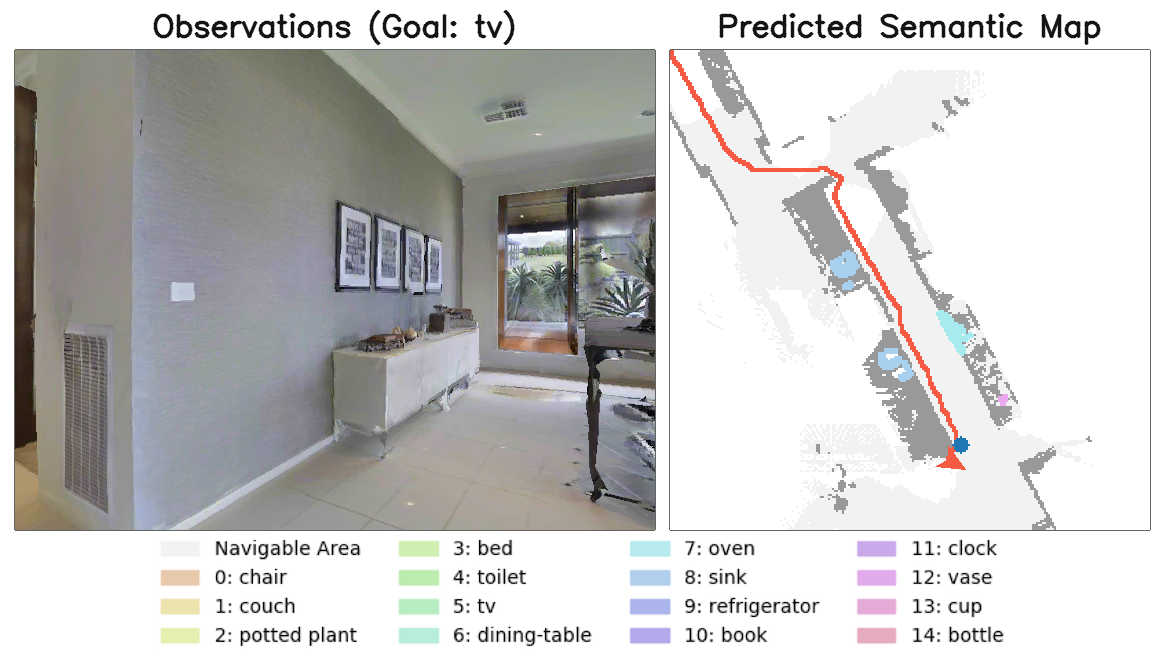 Observations (Goal: tv)
Predicted Semantic Map
Navigable Area
0: chair
1: couch
2: potted plant
3: bed
4: toilet
5: tv
6: dining-table
7: oven
8: sink
9: refrigerator
10: book
11: clock
12: vase
13: cup
14: bottle